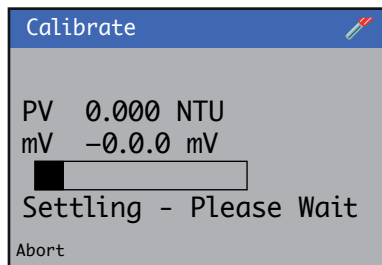 Calibrate
PV 0.000 NTU
mV –0.0.0 mV
Settling - Please Wait
Abort